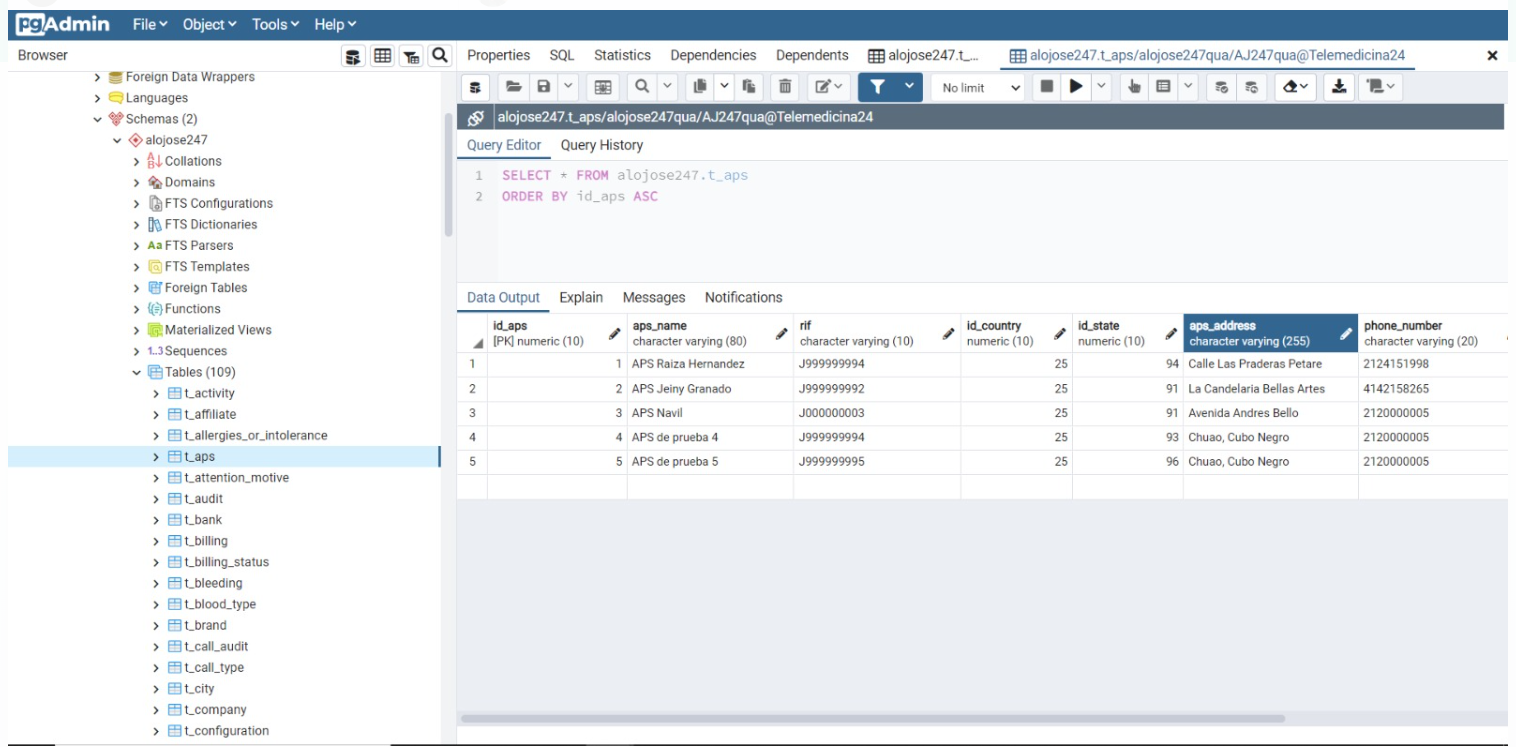 pgAdmin File Object Tools Help
Browser
Properties SQL Statistics Dependencies Dependents alojose247.t_... alojose247.t_aps/alojose247qua/AJ247qua@Telemedicina24
Foreign Data Wrappers
Languages
Schemas (2)
alojose247
Collations
Domains
FTS Configurations
FTS Dictionaries
Aa FTS Parsers
FTS Templates
Foreign Tables
Functions
Materialized Views
1..3 Sequences
Tables (109)
t_activity
t_affiliate
t_allergies_or_intolerance
t_aps
t_attention_motive
t_audit
t_bank
t_billing
t_billing_status
t_bleeding
t_blood_type
t_brand
t_call_audit
t_call_type
t_city
t_company
t_configuration
No limit
alojose247.t_aps/alojose247qua/AJ247qua@Telemedicina24
Query Editor Query History
1 SELECT * FROM alojose247.t_aps
2 ORDER BY id_aps ASC
Data Output Explain Messages Notifications
id_aps aps_name rif id_country id_state aps_address phone_number
[PK] numeric (10) character varying (80) character varying (10) numeric (10) numeric (10) character varying (255) character varying (20)
1 1 APS Raiza Hernandez J999999994 25 94 Calle Las Praderas Petare 2124151998
2 2 APS Jeiny Granado J999999992 25 91 La Candelaria Bellas Artes 4142158265
3 3 APS Navil J000000003 25 91 Avenida Andres Bello 2120000005
4 4 APS de prueba 4 J999999994 25 93 Chuao, Cubo Negro 2120000005
5 5 APS de prueba 5 J999999995 25 96 Chuao, Cubo Negro 2120000005